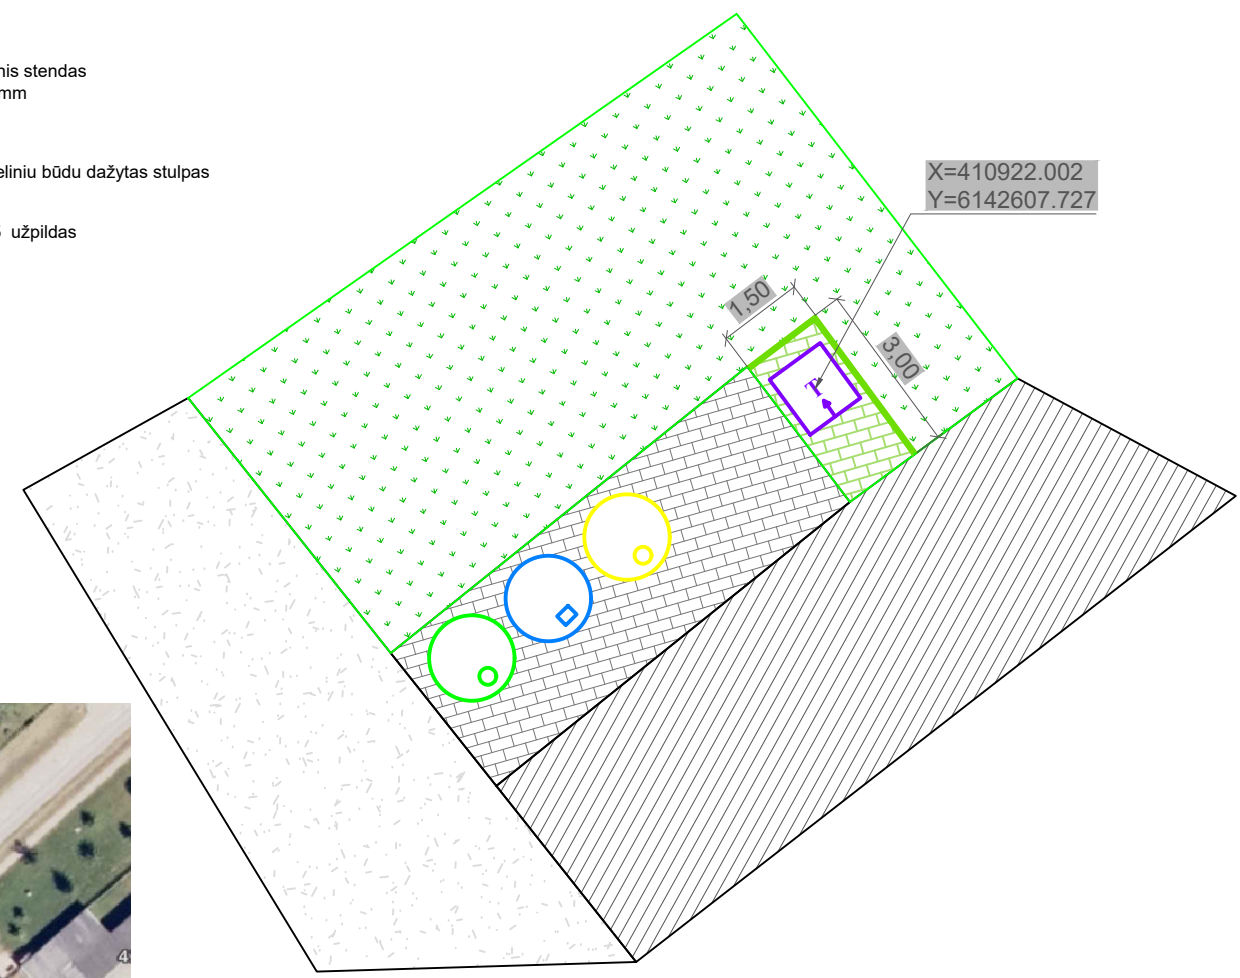 nis stendas
mm
eliniu būdu dažytas stulpas
užpildas
X=410922.002
Y=6142607.727
1,50
3,00
T